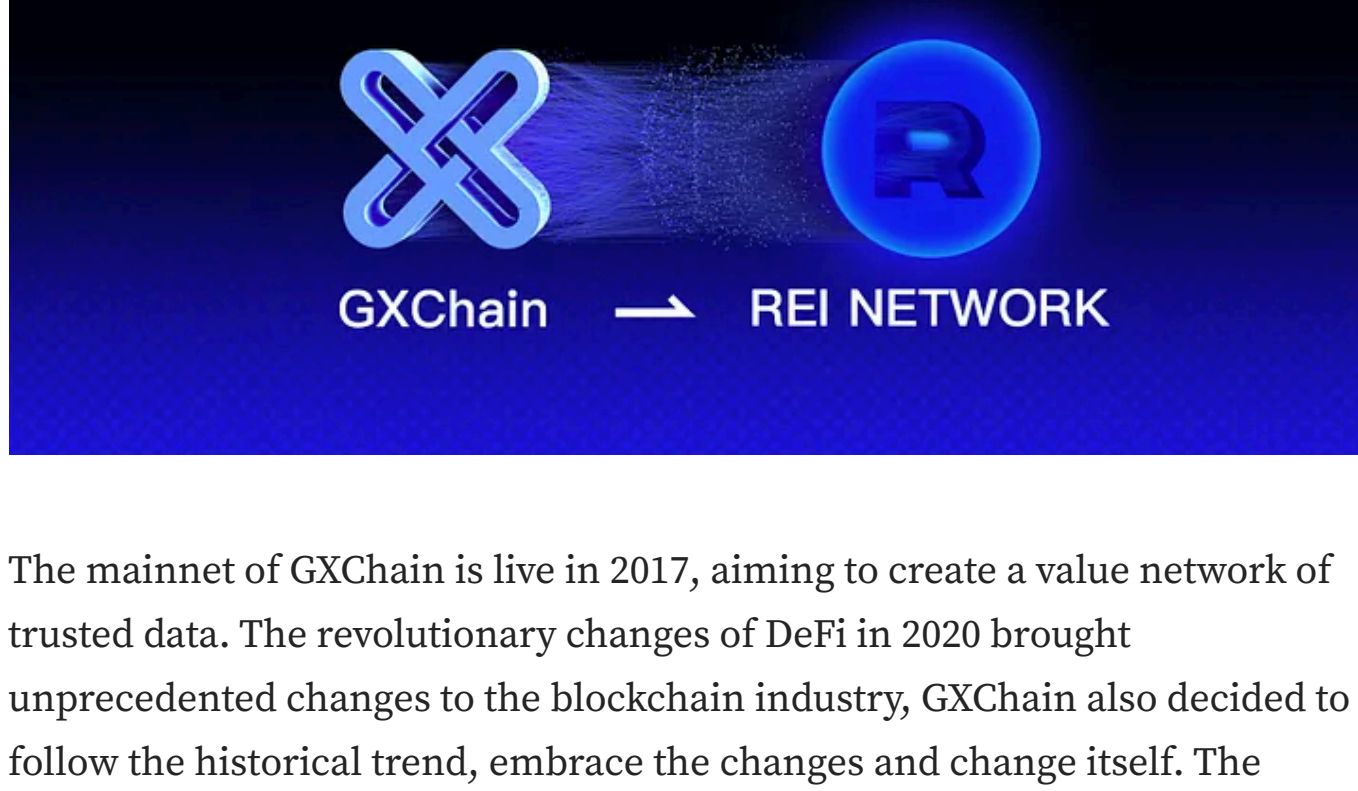 GXChain
REI NETWORK
The mainnet of GXChain is live in 2017, aiming to create a value network of
trusted data. The revolutionary changes of DeFi in 2020 brought
unprecedented changes to the blockchain industry, GXChain also decided to
follow the historical trend, embrace the changes and change itself. The